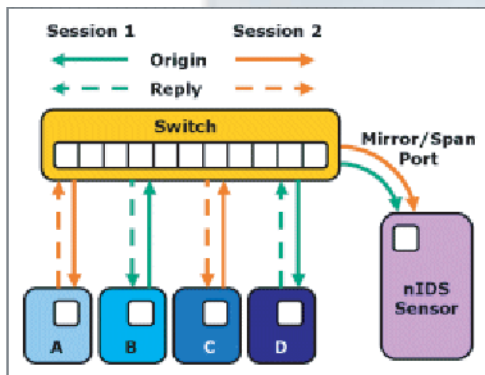 Session 1 Session 2
Origin
Reply
Switch
Mirror/Span
Port
nIDS
Sensor
A B C D